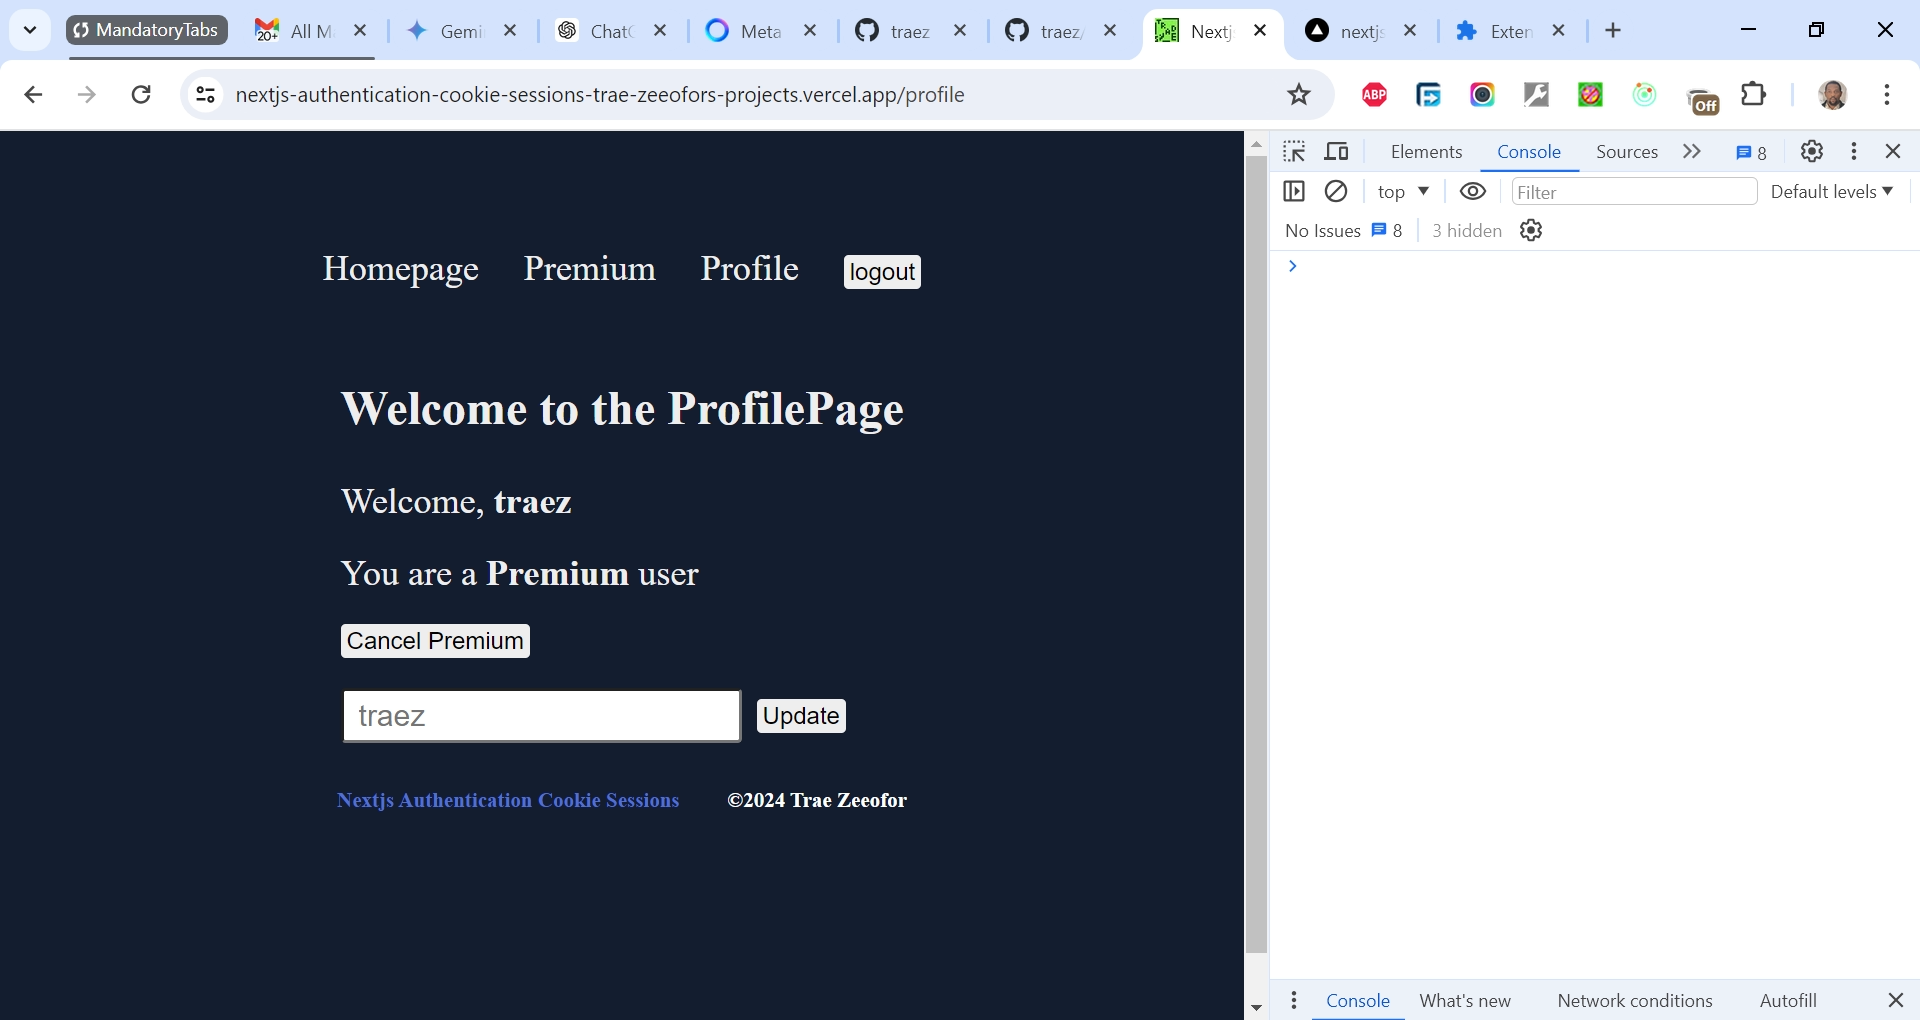 MandatoryTabs All M Gemi Chat Meta traez traez/ Nextj nextjs Exten
20+
nextjs-authentication-cookie-sessions-trae-zeeofors-projects.vercel.app/profile
ABP Off
Elements Console Sources 8
top Filter Default levels
No Issues 8 3 hidden
Homepage Premium Profile logout
Welcome to the ProfilePage
Welcome, traez
You are a Premium user
Cancel Premium
traez Update
Nextjs Authentication Cookie Sessions ©2024 Trae Zeeofor
Console What's new Network conditions Autofill